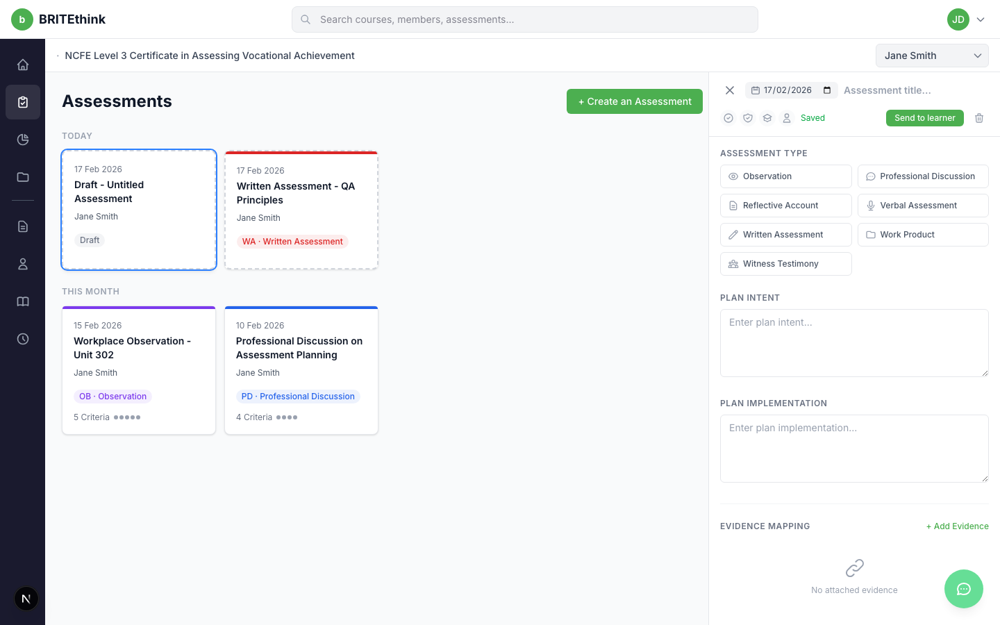 b BRITEthink
Search courses, members, assessments...
JD
· NCFE Level 3 Certificate in Assessing Vocational Achievement
Jane Smith
Assessments
+ Create an Assessment
TODAY
17 Feb 2026
Draft - Untitled
Assessment
Jane Smith
Draft
17 Feb 2026
Written Assessment - QA
Principles
Jane Smith
WA · Written Assessment
THIS MONTH
15 Feb 2026
Workplace Observation -
Unit 302
Jane Smith
OB · Observation
5 Criteria
10 Feb 2026
Professional Discussion on
Assessment Planning
Jane Smith
PD · Professional Discussion
4 Criteria
17/02/2026
Assessment title...
Saved
Send to learner
ASSESSMENT TYPE
Observation
Professional Discussion
Reflective Account
Verbal Assessment
Written Assessment
Work Product
Witness Testimony
PLAN INTENT
Enter plan intent...
PLAN IMPLEMENTATION
Enter plan implementation...
EVIDENCE MAPPING
+ Add Evidence
No attached evidence
N